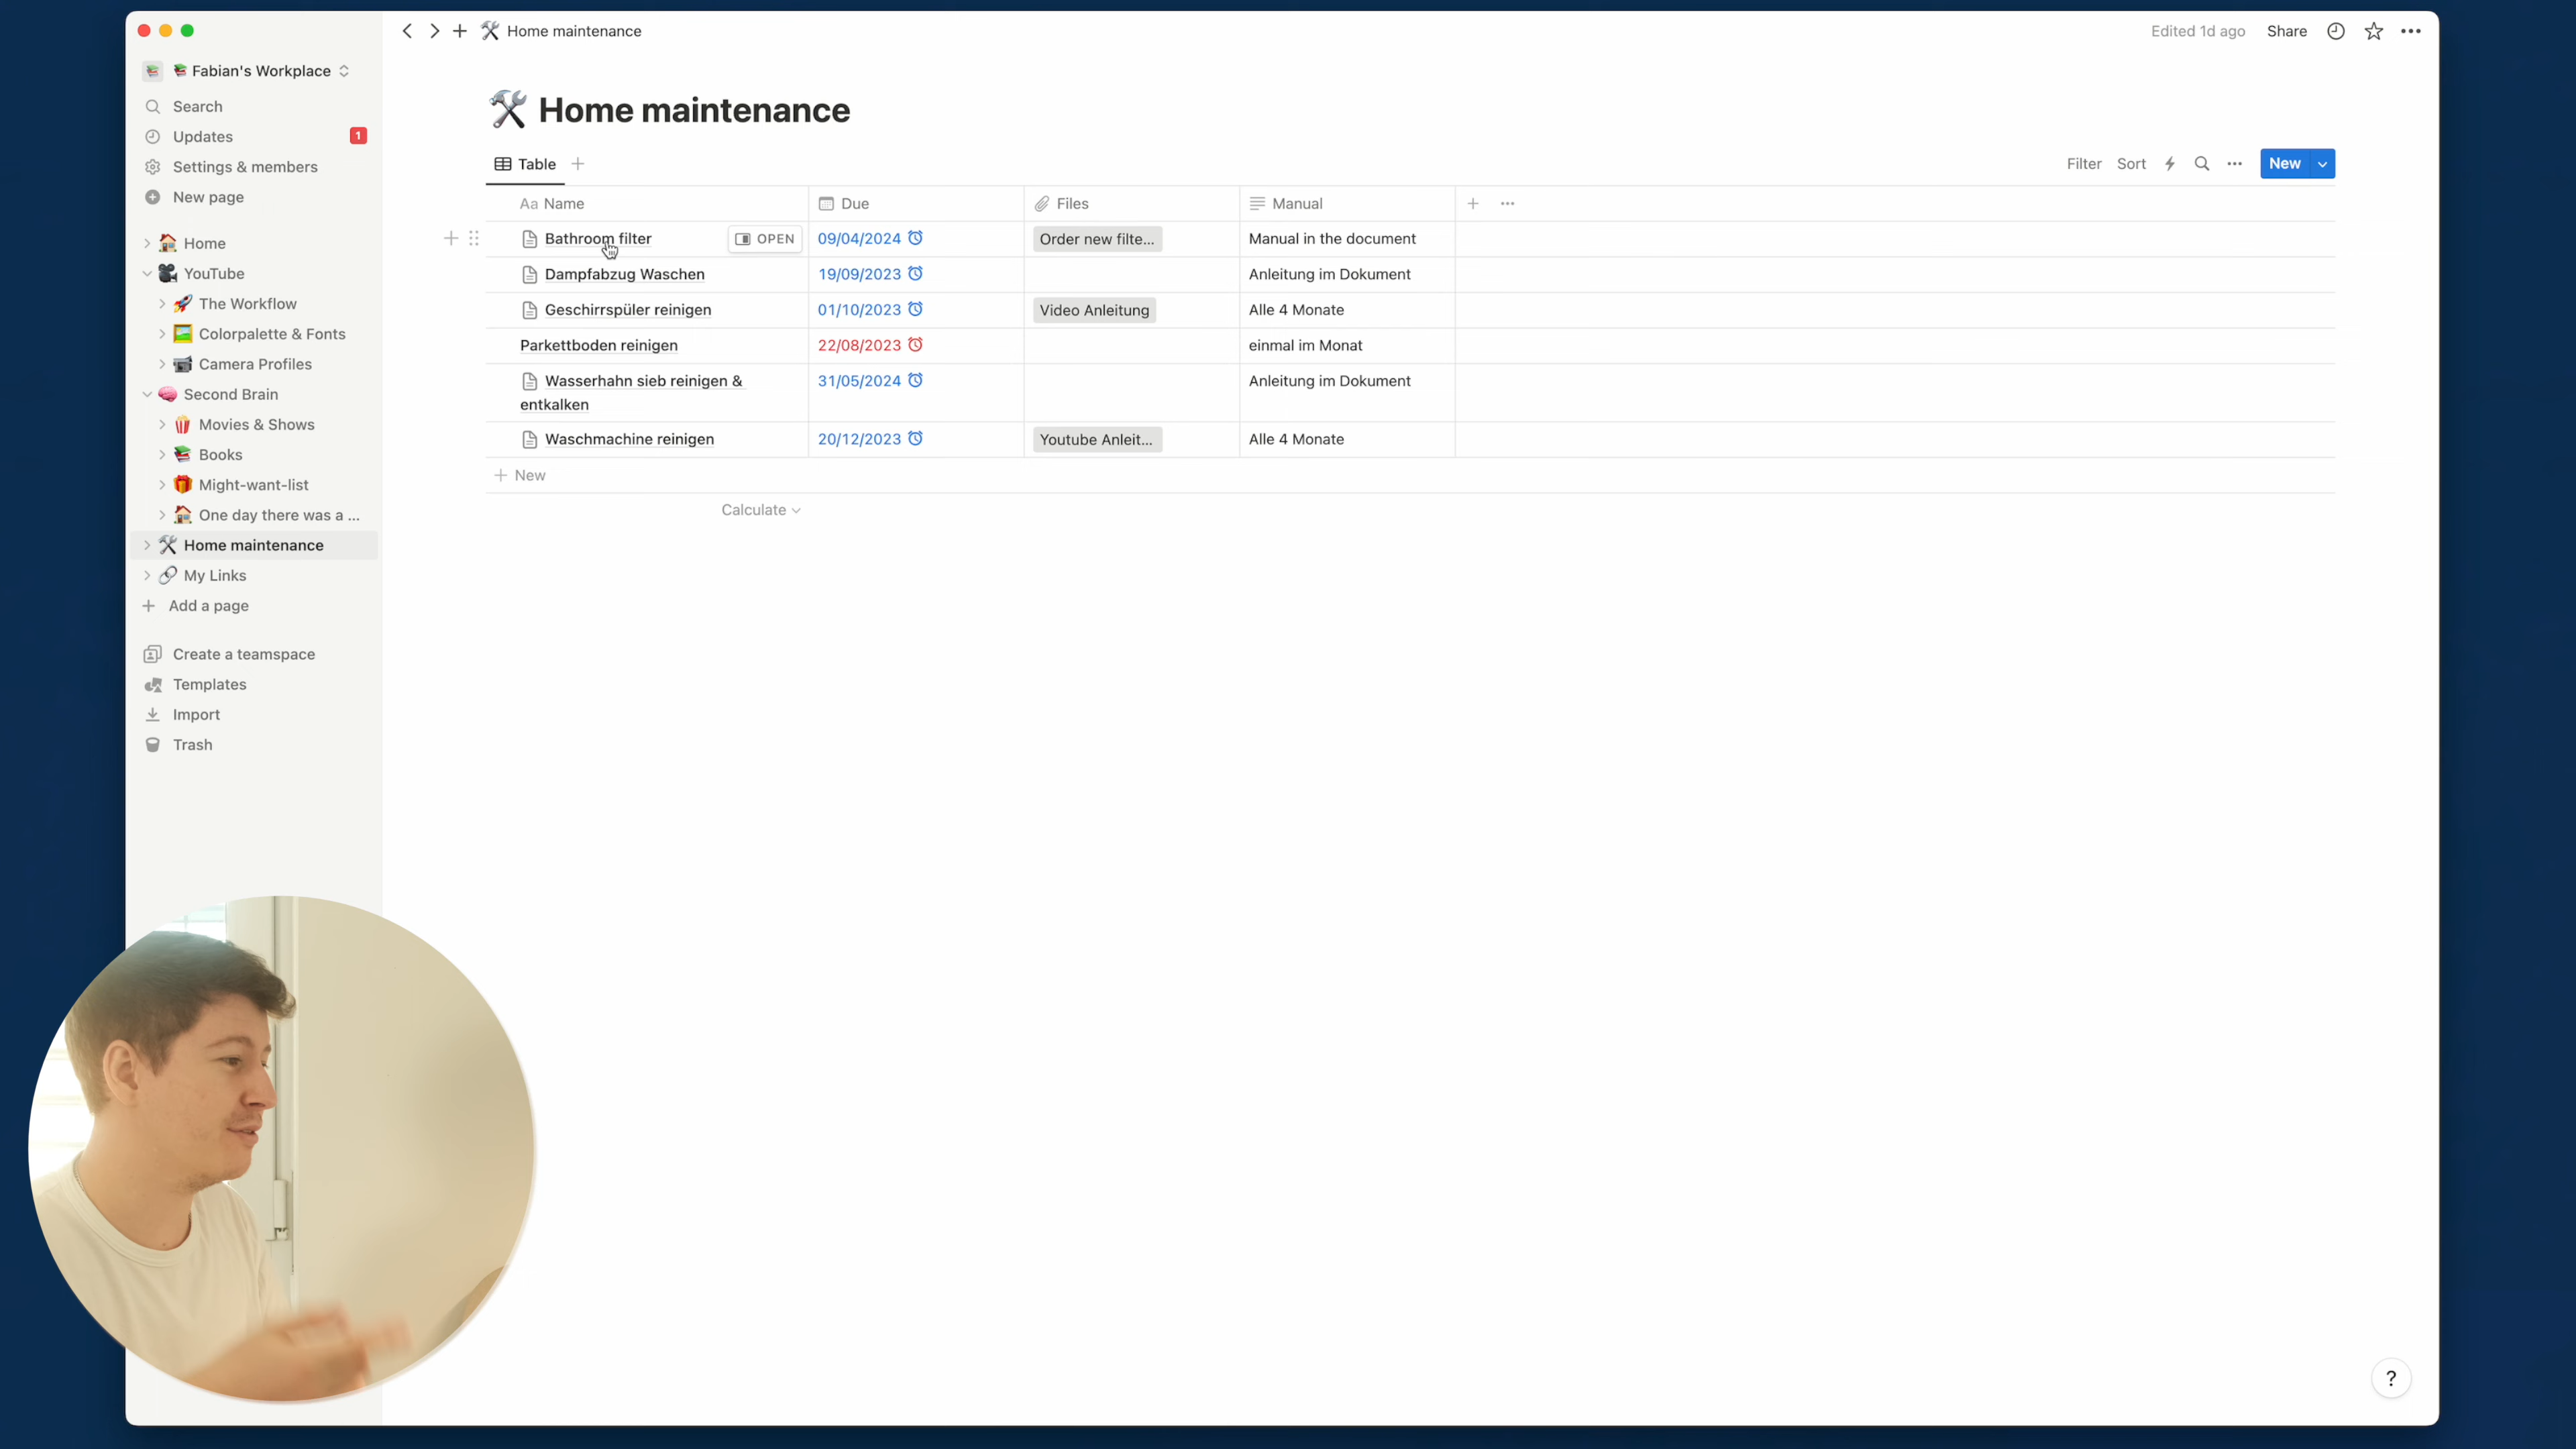 Home maintenance
Edited 1d ago Share
Fabian's Workplace
Search
Updates 1
Settings & members
New page
Home
YouTube
The Workflow
Colorpalette & Fonts
Camera Profiles
Second Brain
Movies & Shows
Books
Might-want-list
One day there was a ...
Home maintenance
My Links
Add a page
Create a teamspace
Templates
Import
Trash
Home maintenance
Table
Filter Sort New
Aa Name Due Files Manual
Bathroom filter OPEN 09/04/2024 Order new filte... Manual in the document
Dampfabzug Waschen 19/09/2023 Anleitung im Dokument
Geschirrspüler reinigen 01/10/2023 Video Anleitung Alle 4 Monate
Parkettboden reinigen 22/08/2023 einmal im Monat
Wasserhahn sieb reinigen & 31/05/2024 Anleitung im Dokument
entkalken
Waschmachine reinigen 20/12/2023 Youtube Anleit... Alle 4 Monate
New
Calculate
?